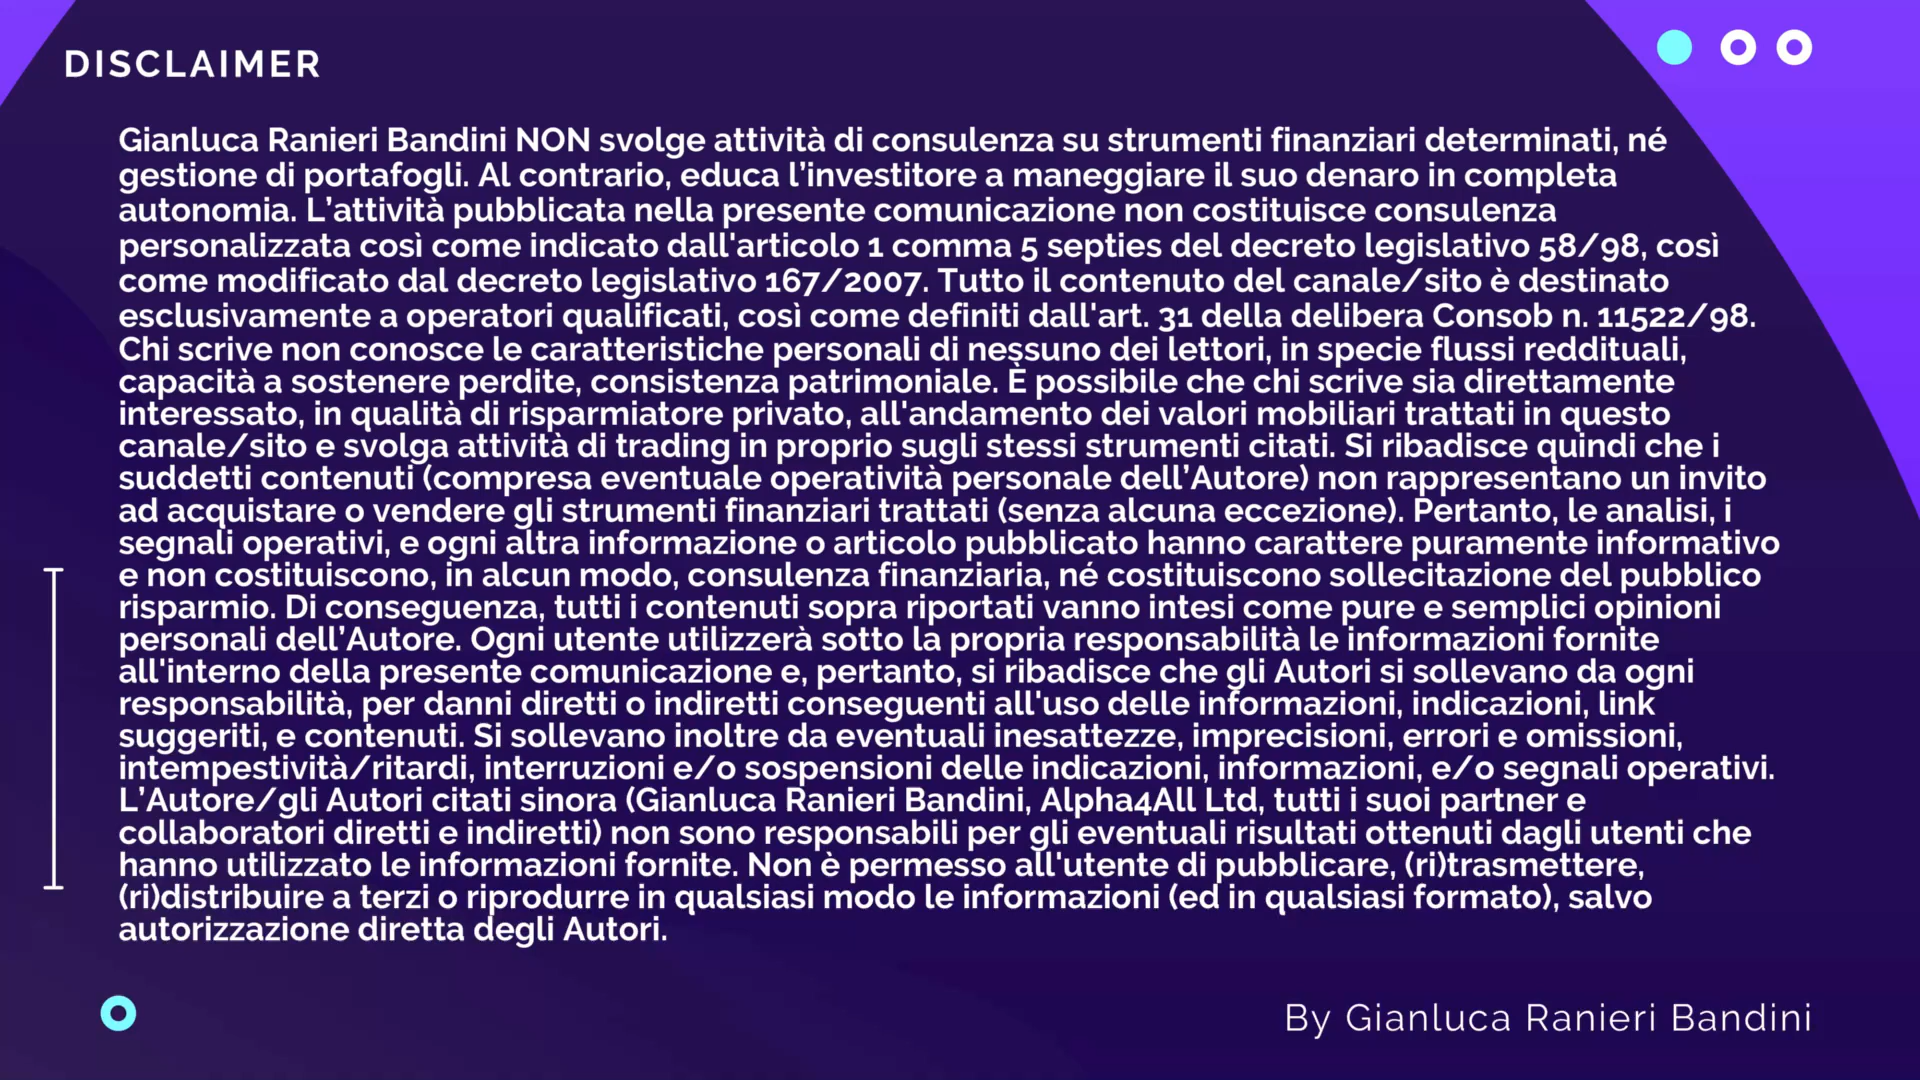 DISCLAIMER
Gianluca Ranieri Bandini NON svolge attività di consulenza su strumenti finanziari determinati, né
gestione di portafogli. Al contrario, educa l’investitore a maneggiare il suo denaro in completa
autonomia. L’attività pubblicata nella presente comunicazione non costituisce consulenza
personalizzata così come indicato dall'articolo 1 comma 5 septies del decreto legislativo 58/98, così
come modificato dal decreto legislativo 167/2007. Tutto il contenuto del canale/sito è destinato
esclusivamente a operatori qualificati, così come definiti dall'art. 31 della delibera Consob n. 11522/98.
Chi scrive non conosce le caratteristiche personali di nessuno dei lettori, in specie flussi reddituali,
capacità a sostenere perdite, consistenza patrimoniale. È possibile che chi scrive sia direttamente
interessato, in qualità di risparmiatore privato, all'andamento dei valori mobiliari trattati in questo
canale/sito e svolga attività di trading in proprio sugli stessi strumenti citati. Si ribadisce quindi che i
suddetti contenuti (compresa eventuale operatività personale dell’Autore) non rappresentano un invito
ad acquistare o vendere gli strumenti finanziari trattati (senza alcuna eccezione). Pertanto, le analisi, i
segnali operativi, e ogni altra informazione o articolo pubblicato hanno carattere puramente informativo
e non costituiscono, in alcun modo, consulenza finanziaria, né costituiscono sollecitazione del pubblico
risparmio. Di conseguenza, tutti i contenuti sopra riportati vanno intesi come pure e semplici opinioni
personali dell’Autore. Ogni utente utilizzerà sotto la propria responsabilità le informazioni fornite
all'interno della presente comunicazione e, pertanto, si ribadisce che gli Autori si sollevano da ogni
responsabilità, per danni diretti o indiretti conseguenti all'uso delle informazioni, indicazioni, link
suggeriti, e contenuti. Si sollevano inoltre da eventuali inesattezze, imprecisioni, errori e omissioni,
intempestività/ritardi, interruzioni e/o sospensioni delle indicazioni, informazioni, e/o segnali operativi.
L’Autore/gli Autori citati sinora (Gianluca Ranieri Bandini, Alpha4All Ltd, tutti i suoi partner e
collaboratori diretti e indiretti) non sono responsabili per gli eventuali risultati ottenuti dagli utenti che
hanno utilizzato le informazioni fornite. Non è permesso all'utente di pubblicare, (ri)trasmettere,
(ri)distribuire a terzi o riprodurre in qualsiasi modo le informazioni (ed in qualsiasi formato), salvo
autorizzazione diretta degli Autori.
By Gianluca Ranieri Bandini